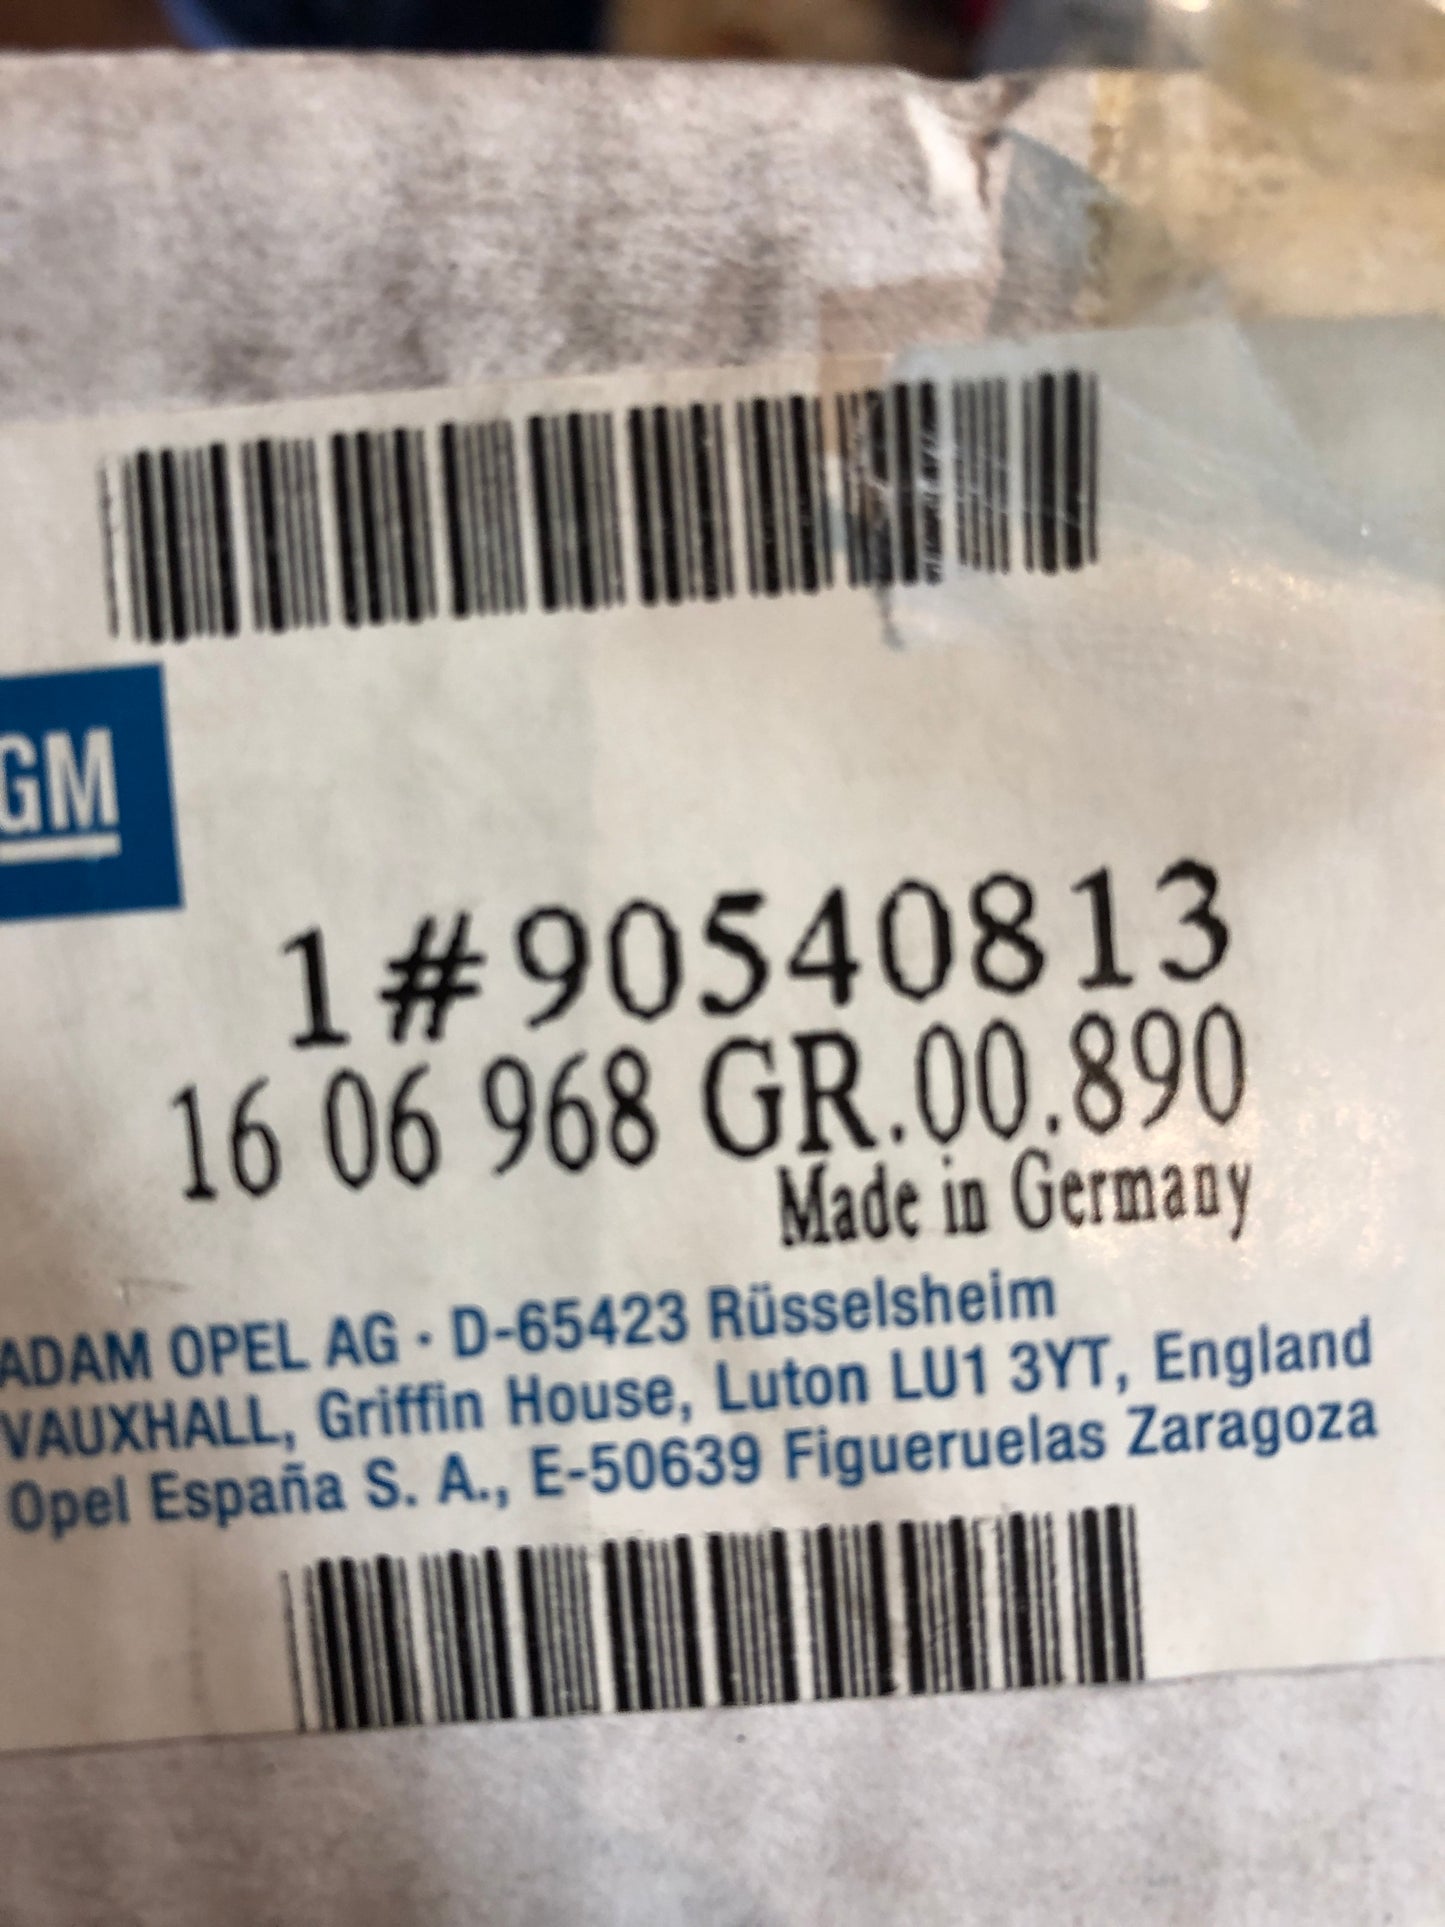 GM
1#90540813
16 06 968 GR.00.890
Made in Germany
ADAM OPEL AG · D-65423 Rüsselsheim
VAUXHALL, Griffin House, Luton LU1 3YT, England
Opel España S. A., E-50639 Figueruelas Zaragoza